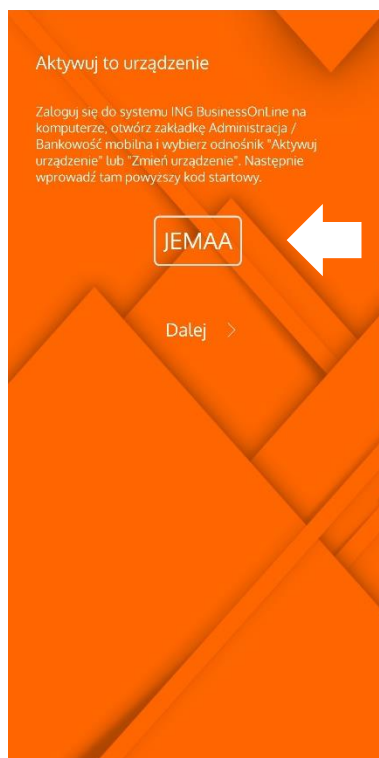 Aktywuj to urządzenie
Zaloguj się do systemu ING BusinessOnLine na
komputerze, otwórz zakładkę Administracja /
Bankowość mobilna i wybierz odnośnik "Aktywuj
urządzenie" lub "Zmień urządzenie". Następnie
wprowadź tam powyższy kod startowy.
JEMAA
Dalej